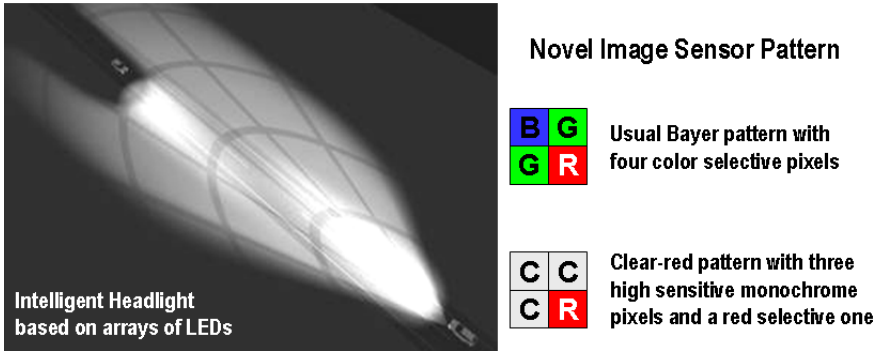 Novel Image Sensor Pattern
B G
G R
Usual Bayer pattern with
four color selective pixels
C C
C R
Clear-red pattern with three
high sensitive monochrome
pixels and a red selective one
Intelligent Headlight
based on arrays of LEDs